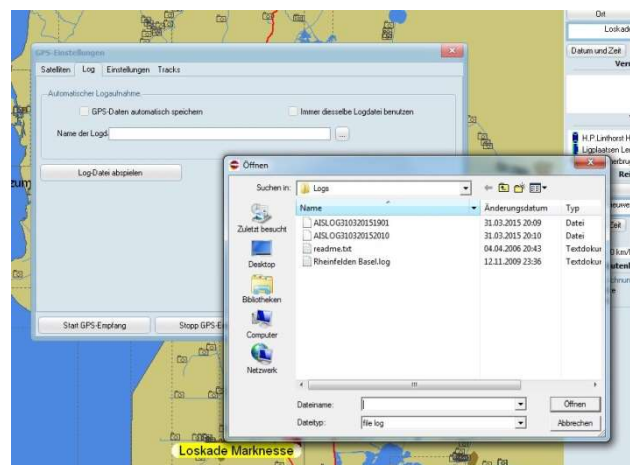 Ort
Loskade
Datum und Zeit
GPS-Einstellungen
Satelliten Log Einstellungen Tracks
Automatischer Logaufnahme
GPS-Daten automatisch speichern Immer diesselbe Logdatei benutzen
Name der Logd
...
Log-Datei abspielen
H.P.Linthorst H
Ligplaatsen Le
Start GPS-Empfang Stopp GPS-E
Öffnen
Suchen in: Logs
Name Änderungsdatum Typ
AISLOG310320151901 31.03.2015 20:09 Datei
AISLOG310320152010 31.03.2015 20:10 Datei
readme.txt 04.04.2006 20:43 Textdokur
Rheinfelden Basel.log 12.11.2009 23:36 Textdokur
Zuletzt besucht
Desktop
Bibliotheken
Computer
Netzwerk
Dateiname: Öffnen
Dateityp: file log Abbrechen
Loskade Marknesse